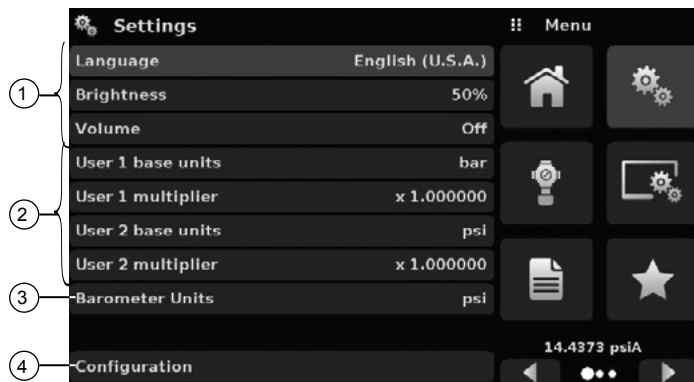 Settings
Menu
1
Language English (U.S.A.)
Brightness 50%
Volume Off
2
User 1 base units bar
User 1 multiplier x 1.000000
User 2 base units psi
User 2 multiplier x 1.000000
3
Barometer Units psi
14.4373 psiA
4
Configuration